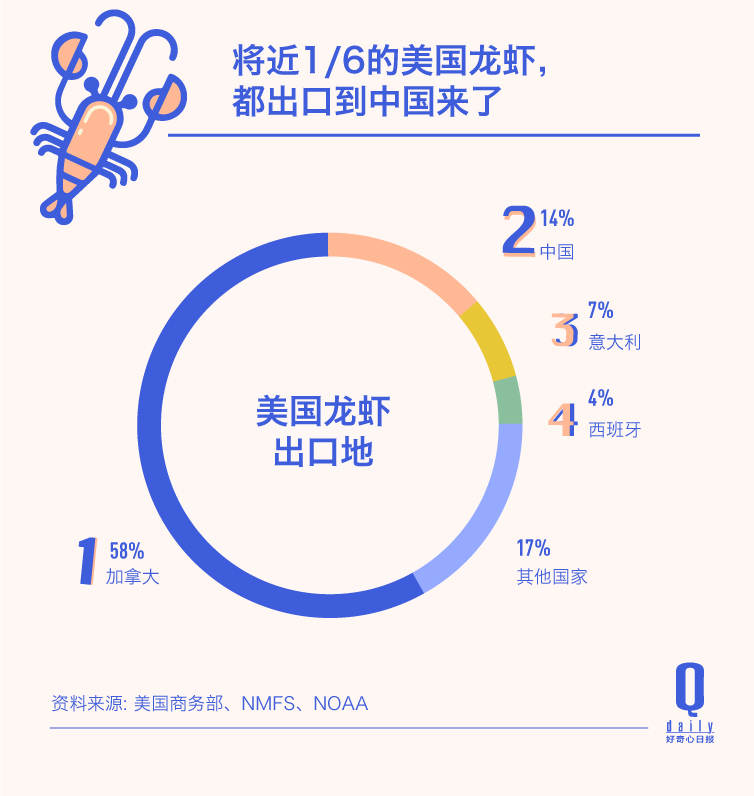 将近1/6的美国龙虾，
都出口到中国来了
2
14%
中国
3
7%
意大利
4
4%
西班牙
美国龙虾
出口地
1
58%
加拿大
17%
其他国家
资料来源: 美国商务部、NMFS、NOAA
Q
daily
好奇心日报